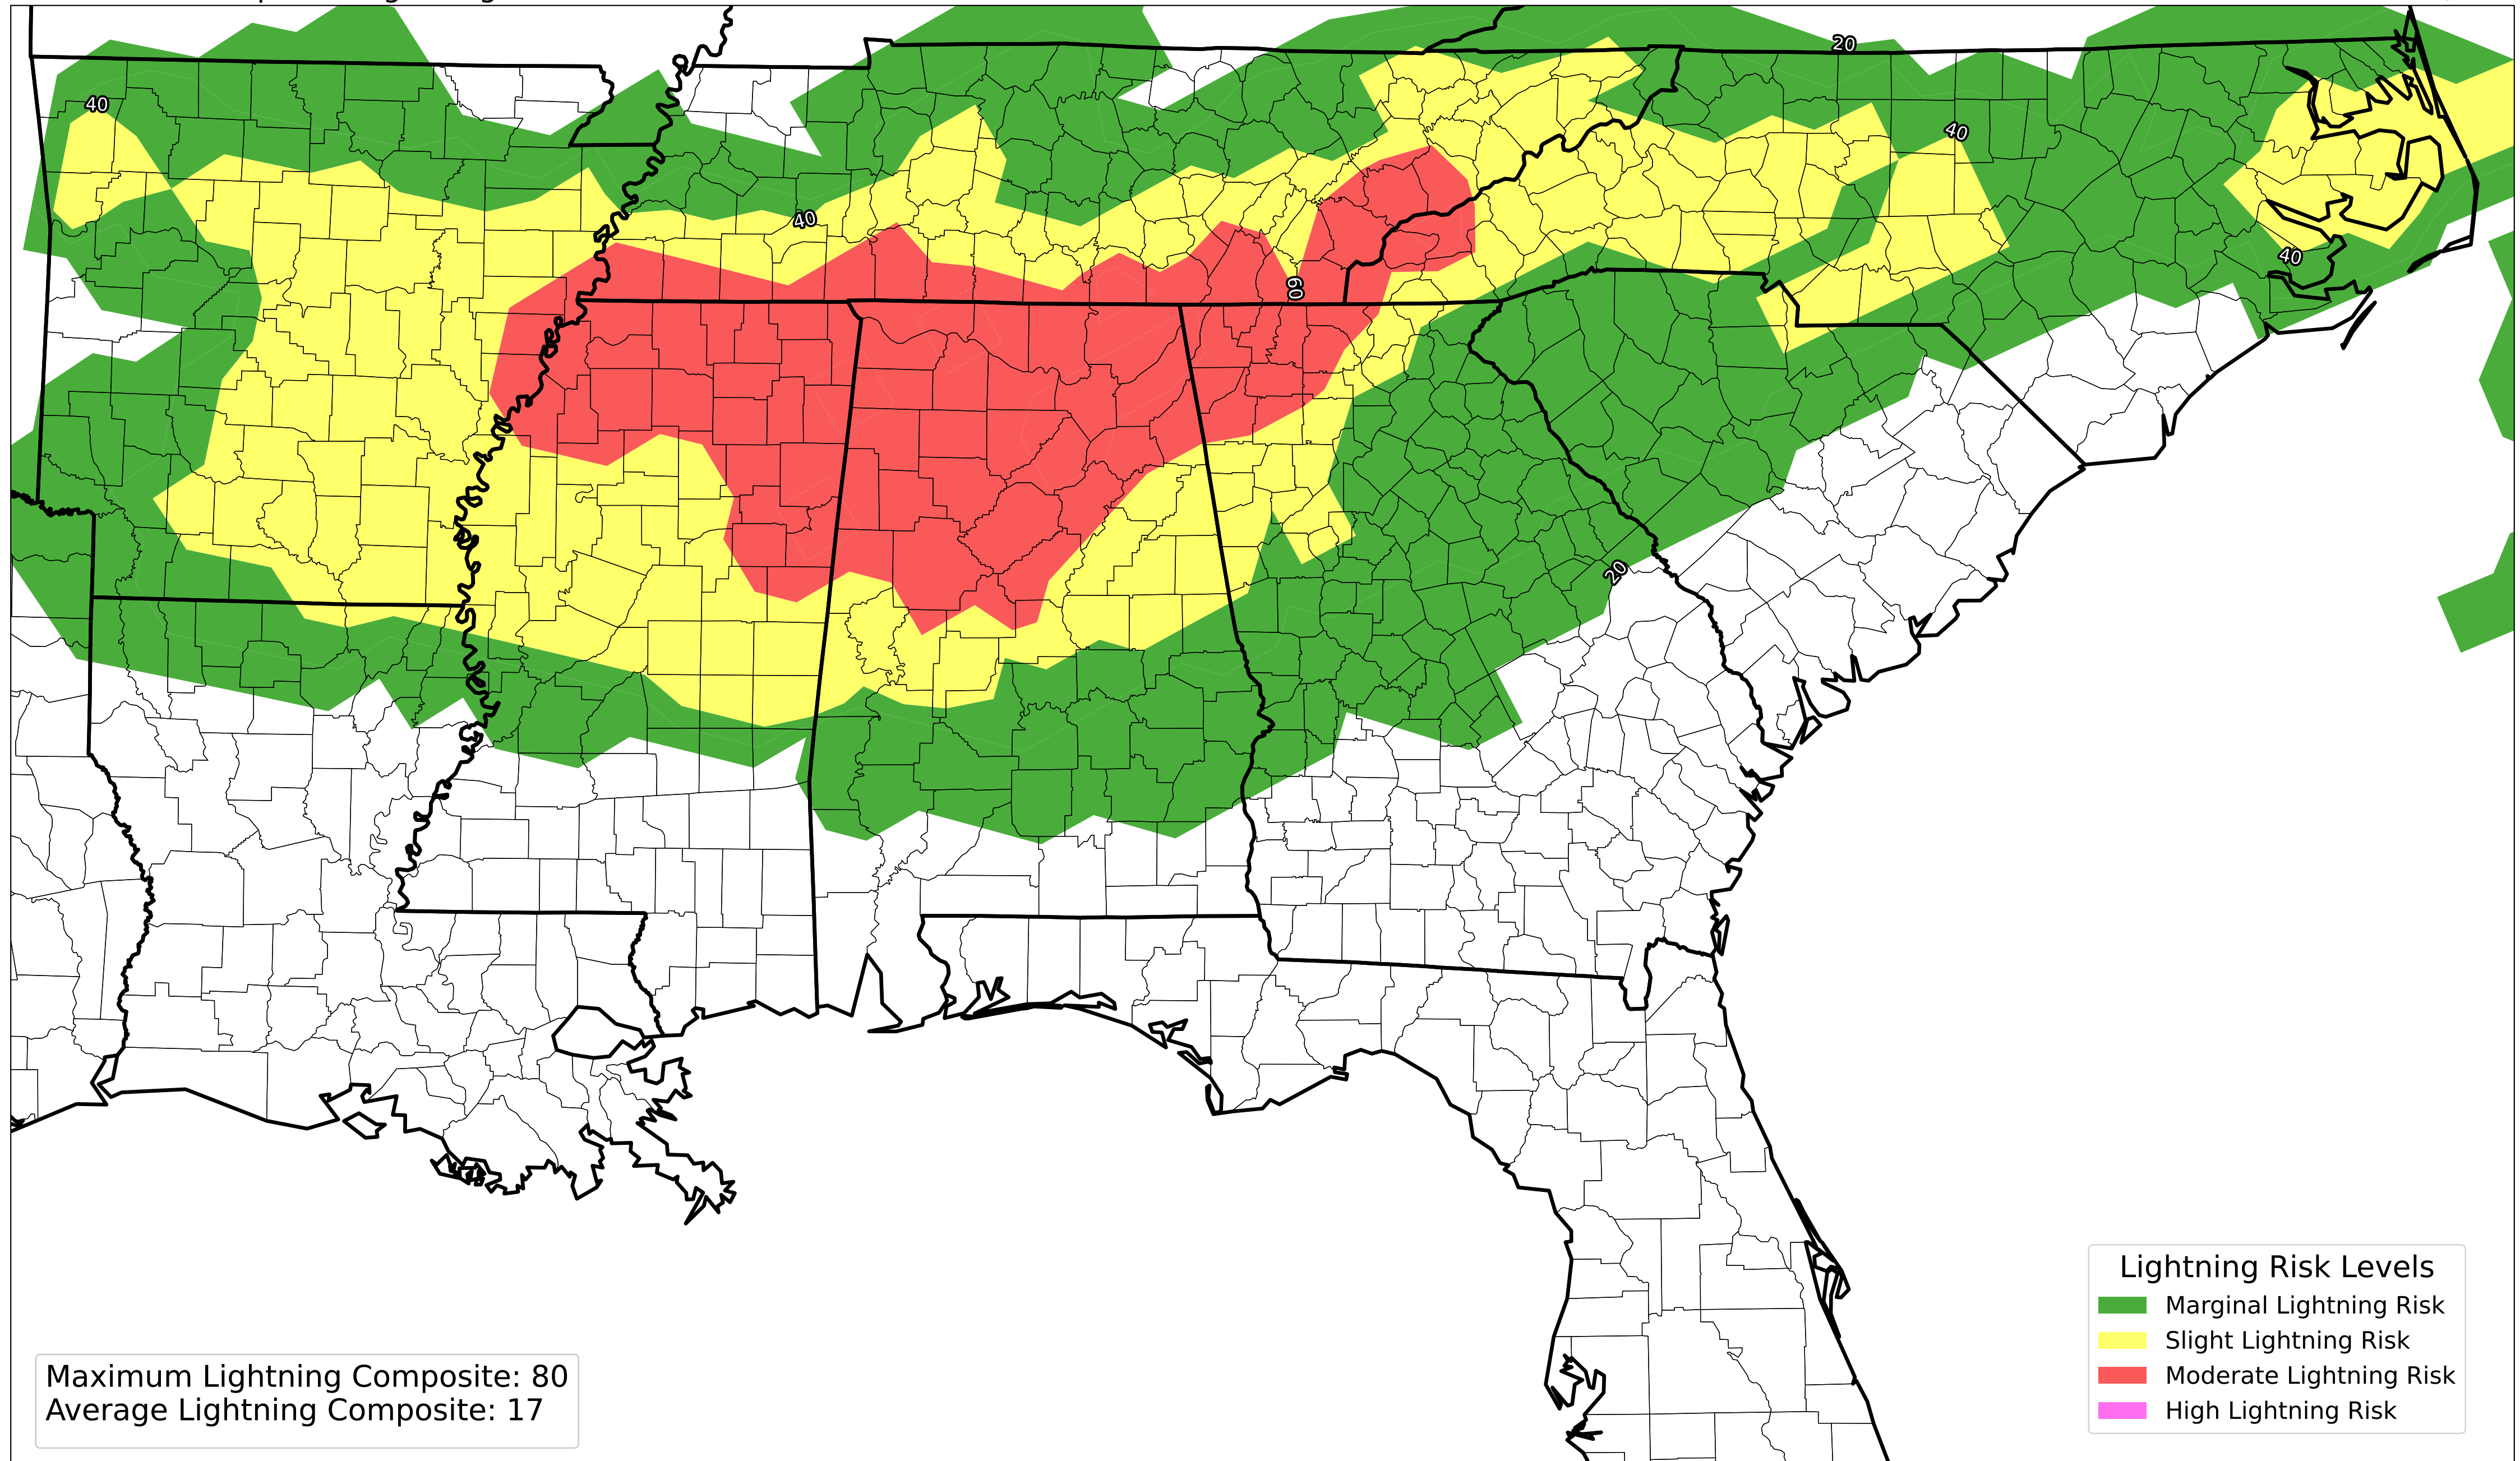 20
40
40
40
40
60
20
Lightning Risk Levels
Marginal Lightning Risk
Slight Lightning Risk
Moderate Lightning Risk
High Lightning Risk
Maximum Lightning Composite: 80
Average Lightning Composite: 17